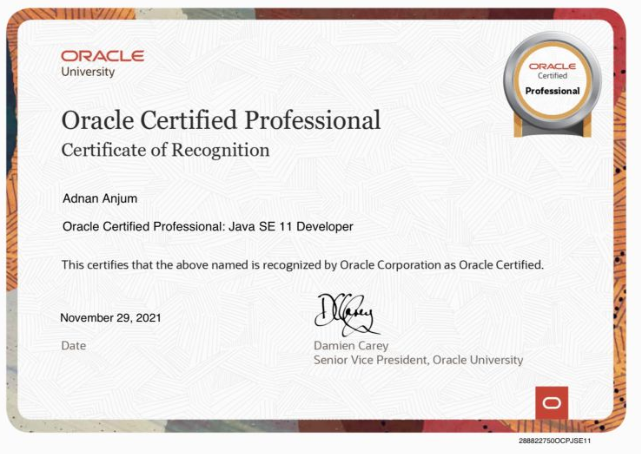 ORACLE
University
ORACLE
Certified
Professional
Oracle Certified Professional
Certificate of Recognition
Adnan Anjum
Oracle Certified Professional: Java SE 11 Developer
This certifies that the above named is recognized by Oracle Corporation as Oracle Certified.
November 29, 2021
Date
DCarey
Damien Carey
Senior Vice President, Oracle University
288822750OCPJSE11